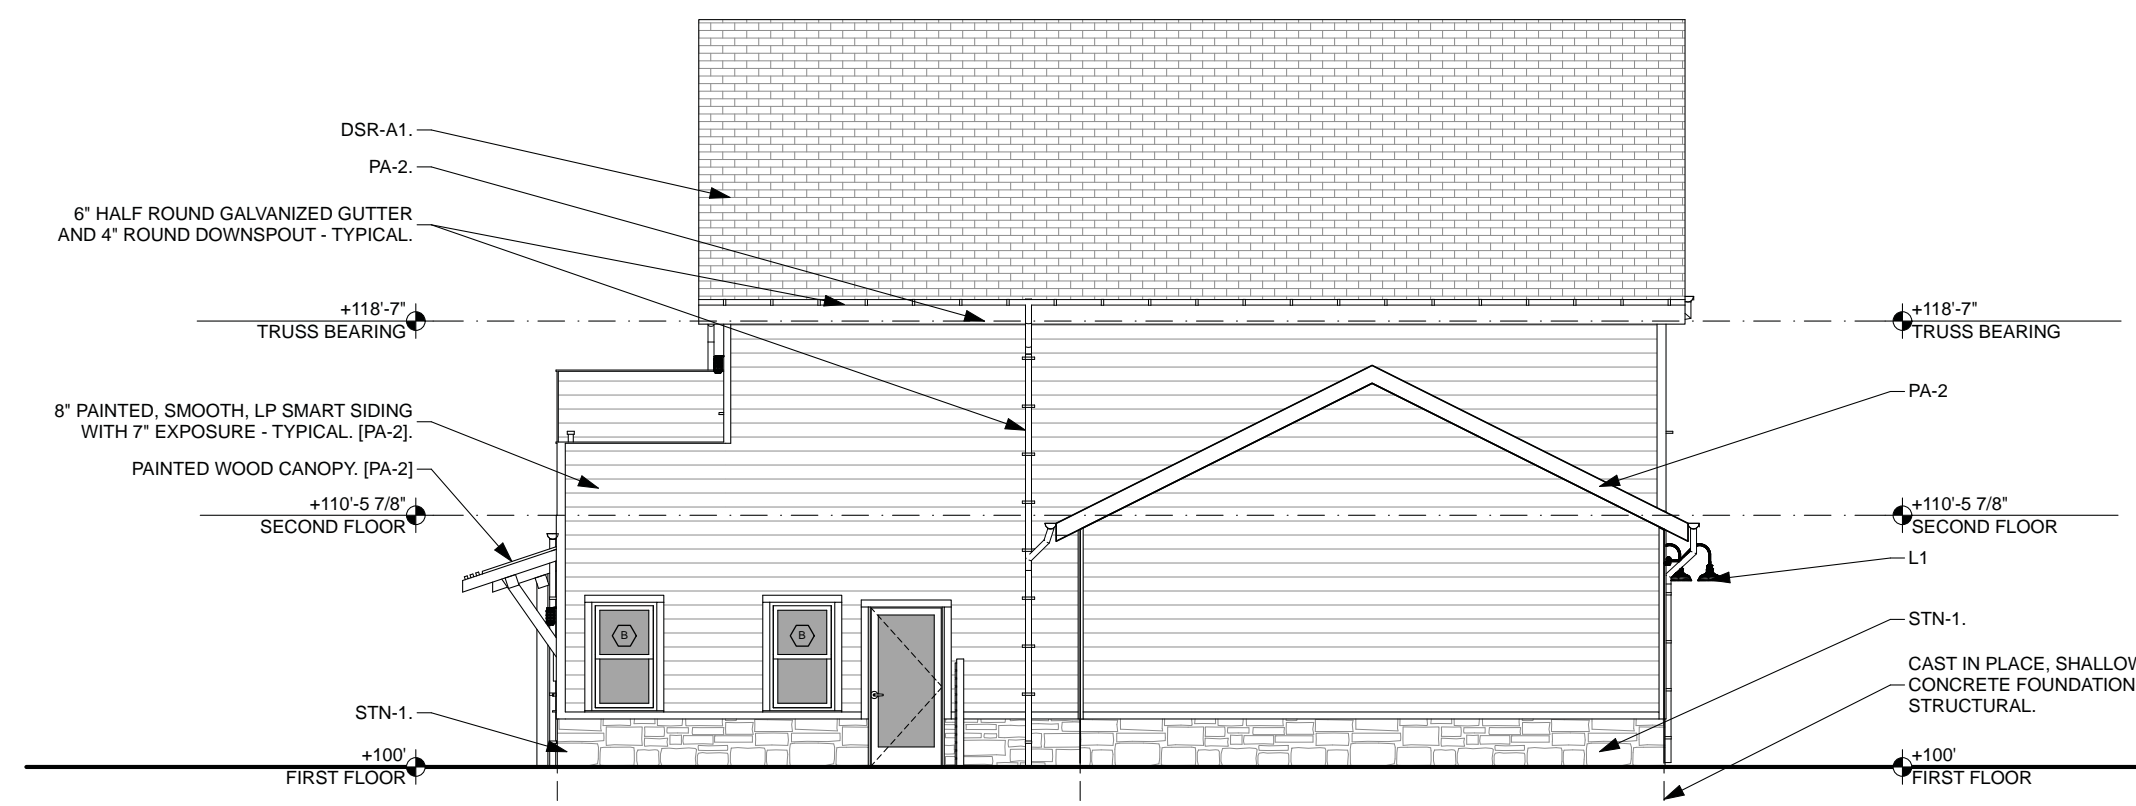 DSR-A1.
PA-2.
6" HALF ROUND GALVANIZED GUTTER
AND 4" ROUND DOWNSPOUT - TYPICAL.
+118'-7"
TRUSS BEARING
8" PAINTED, SMOOTH, LP SMART SIDING
WITH 7" EXPOSURE - TYPICAL. [PA-2].
PAINTED WOOD CANOPY. [PA-2]
+110'-5 7/8"
SECOND FLOOR
STN-1.
+100'
FIRST FLOOR
B
B
+118'-7"
TRUSS BEARING
PA-2
+110'-5 7/8"
SECOND FLOOR
L1
STN-1.
CAST IN PLACE, SHALLOW
CONCRETE FOUNDATION
STRUCTURAL.
+100'
FIRST FLOOR